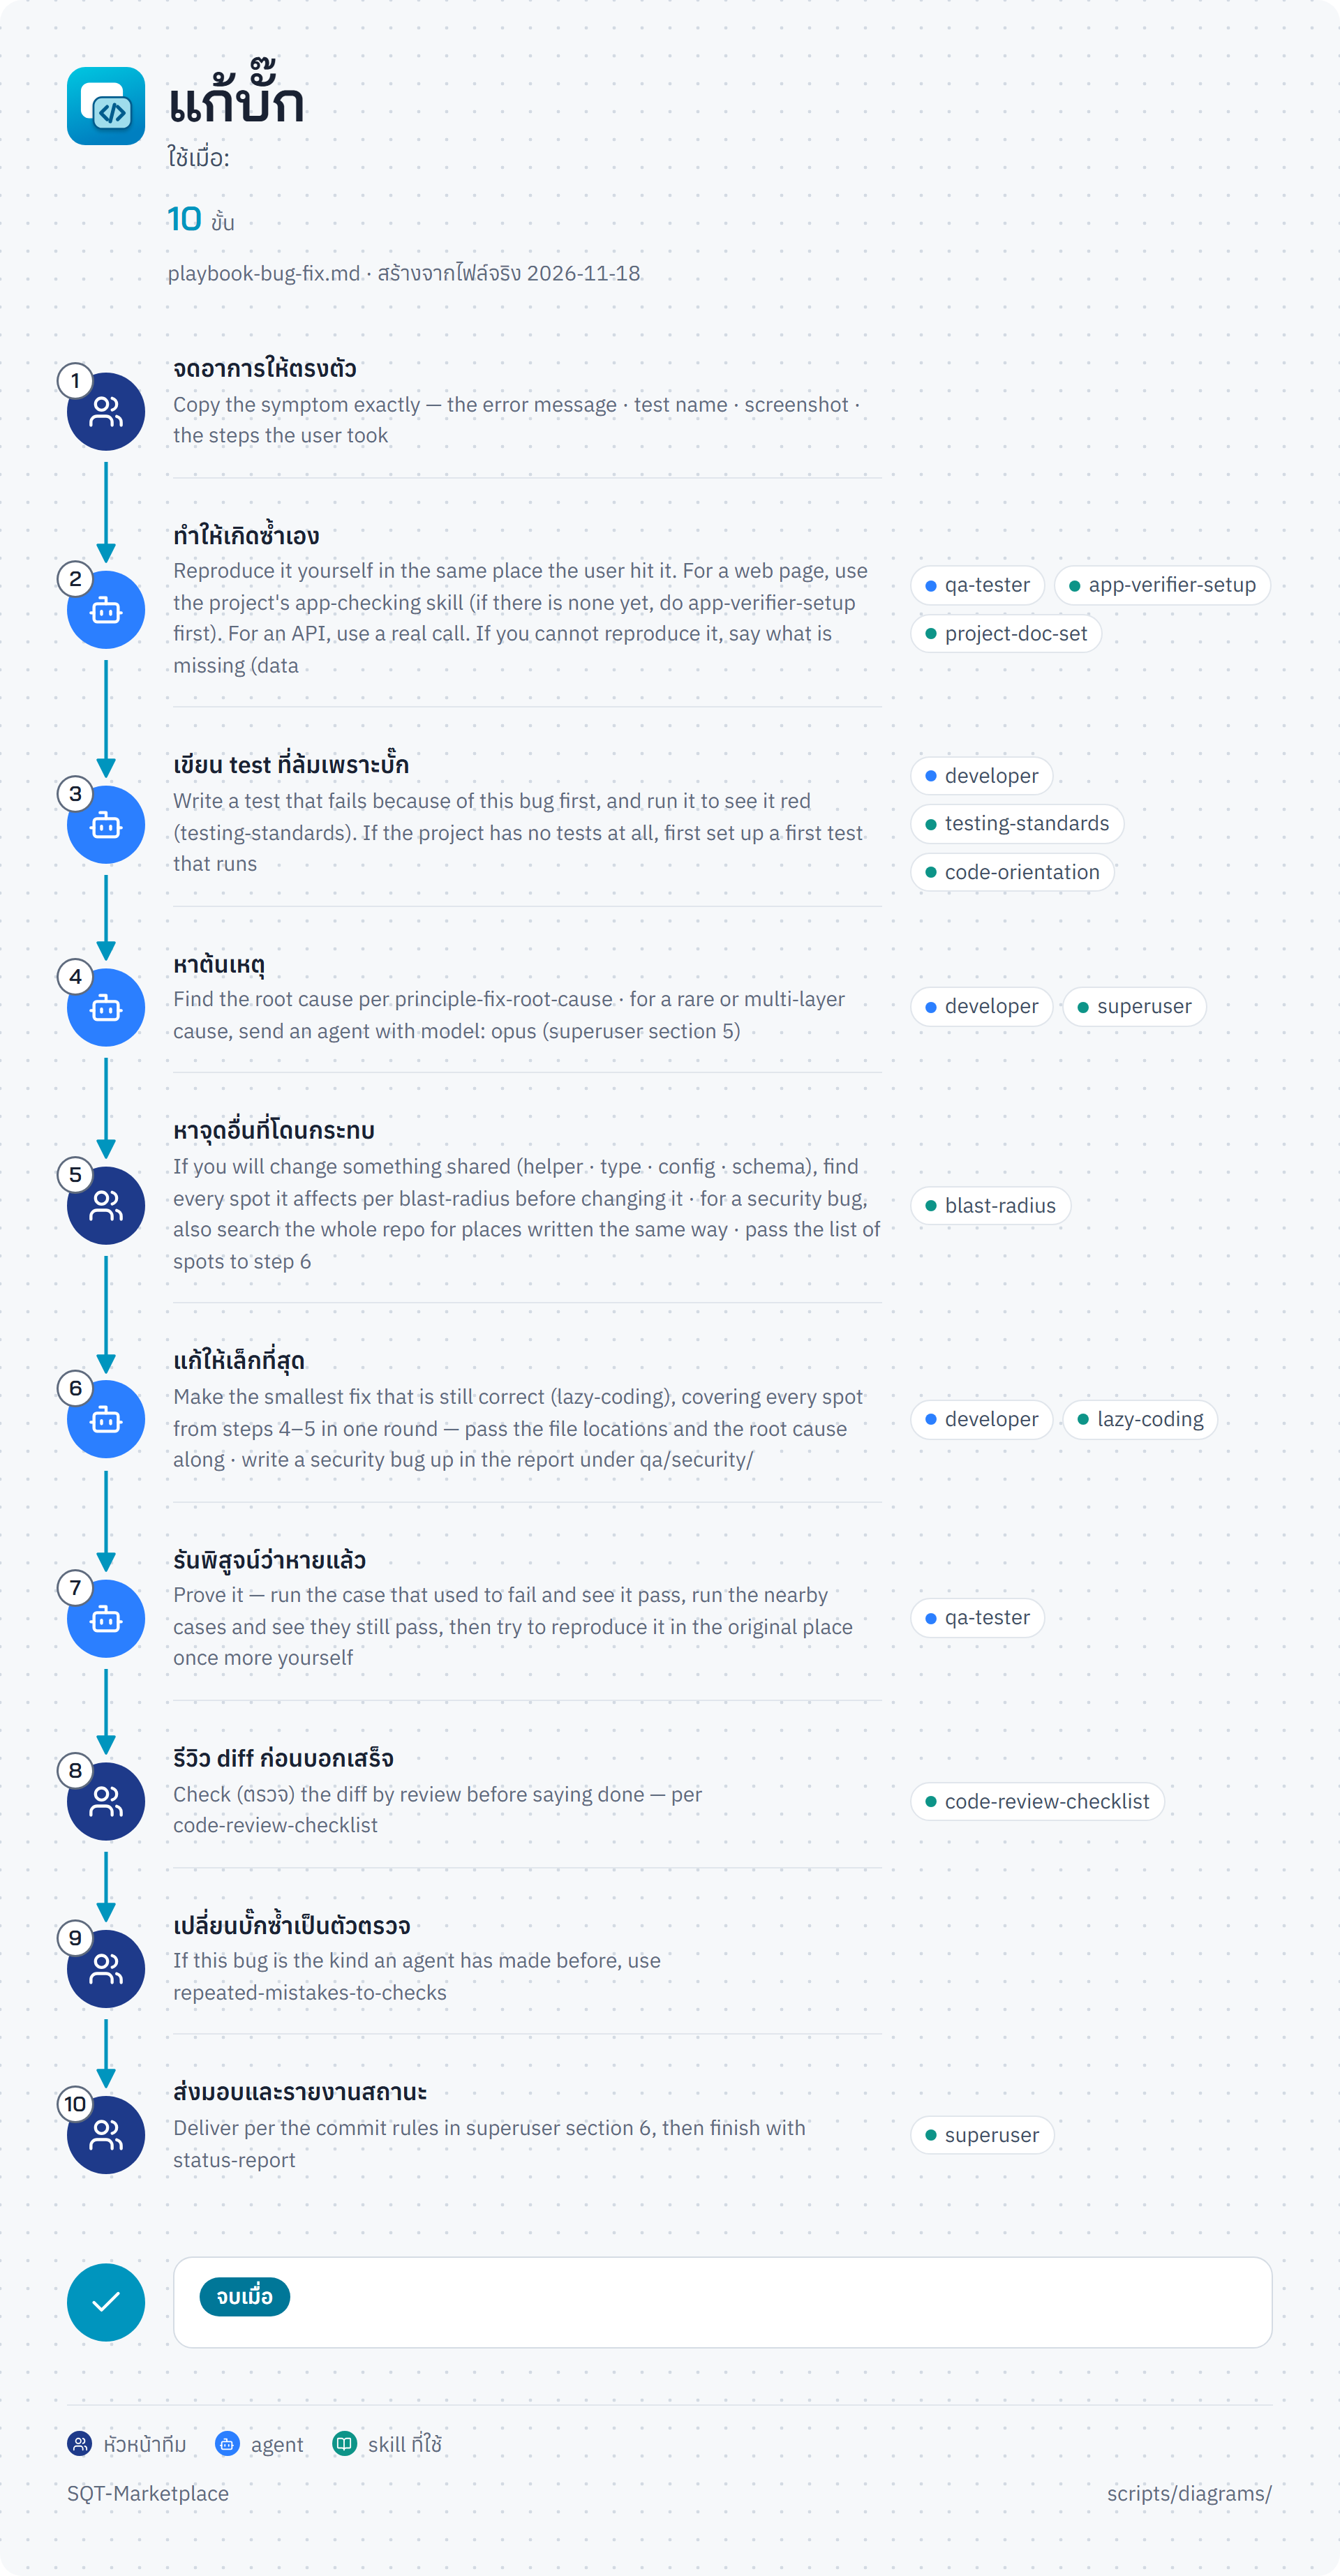 แก้บั๊ก
ใช้เมื่อ:
10 ขั้น
playbook-bug-fix.md · สร้างจากไฟล์จริง 2026-11-18
1
จดอาการให้ตรงตัว
Copy the symptom exactly — the error message · test name · screenshot ·
the steps the user took
2
ทำให้เกิดซ้ำเอง
Reproduce it yourself in the same place the user hit it. For a web page, use
the project's app-checking skill (if there is none yet, do app-verifier-setup
first). For an API, use a real call. If you cannot reproduce it, say what is
missing (data
qa-tester app-verifier-setup
project-doc-set
3
เขียน test ที่ล้มเพราะบั๊ก
Write a test that fails because of this bug first, and run it to see it red
(testing-standards). If the project has no tests at all, first set up a first test
that runs
developer
testing-standards
code-orientation
4
หาต้นเหตุ
Find the root cause per principle-fix-root-cause · for a rare or multi-layer
cause, send an agent with model: opus (superuser section 5)
developer superuser
5
หาจุดอื่นที่โดนกระทบ
If you will change something shared (helper · type · config · schema), find
every spot it affects per blast-radius before changing it · for a security bug,
also search the whole repo for places written the same way · pass the list of
spots to step 6
blast-radius
6
แก้ให้เล็กที่สุด
Make the smallest fix that is still correct (lazy-coding), covering every spot
from steps 4–5 in one round — pass the file locations and the root cause
along · write a security bug up in the report under qa/security/
developer lazy-coding
7
รันพิสูจน์ว่าหายแล้ว
Prove it — run the case that used to fail and see it pass, run the nearby
cases and see they still pass, then try to reproduce it in the original place
once more yourself
qa-tester
8
รีวิว diff ก่อนบอกเสร็จ
Check (ตรวจ) the diff by review before saying done — per
code-review-checklist
code-review-checklist
9
เปลี่ยนบั๊กซ้ำเป็นตัวตรวจ
If this bug is the kind an agent has made before, use
repeated-mistakes-to-checks
10
ส่งมอบและรายงานสถานะ
Deliver per the commit rules in superuser section 6, then finish with
status-report
superuser
จบเมื่อ
หัวหน้าทีม agent skill ที่ใช้
SQT-Marketplace scripts/diagrams/